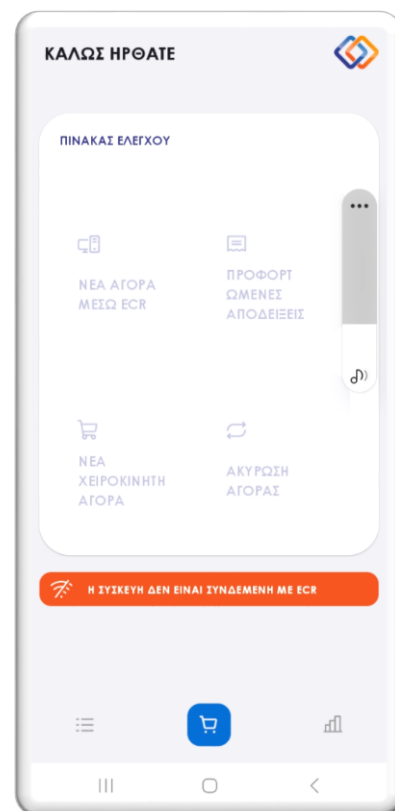 ΚΑΛΩΣ ΗΡΘΑΤΕ
ΠΙΝΑΚΑΣ ΕΛΕΓΧΟΥ
ΝΕΑ ΑΓΟΡΑ
ΜΕΣΩ ECR
ΠΡΟΦΟΡΤ
ΩΜΕΝΕΣ
ΑΠΟΔΕΙΞΕΙΣ
ΝΕΑ
ΧΕΙΡΟΚΙΝΗΤΗ
ΑΓΟΡΑ
ΑΚΥΡΩΣΗ
ΑΓΟΡΑΣ
Η ΣΥΣΚΕΥΗ ΔΕΝ ΕΙΝΑΙ ΣΥΝΔΕΜΕΝΗ ΜΕ ECR